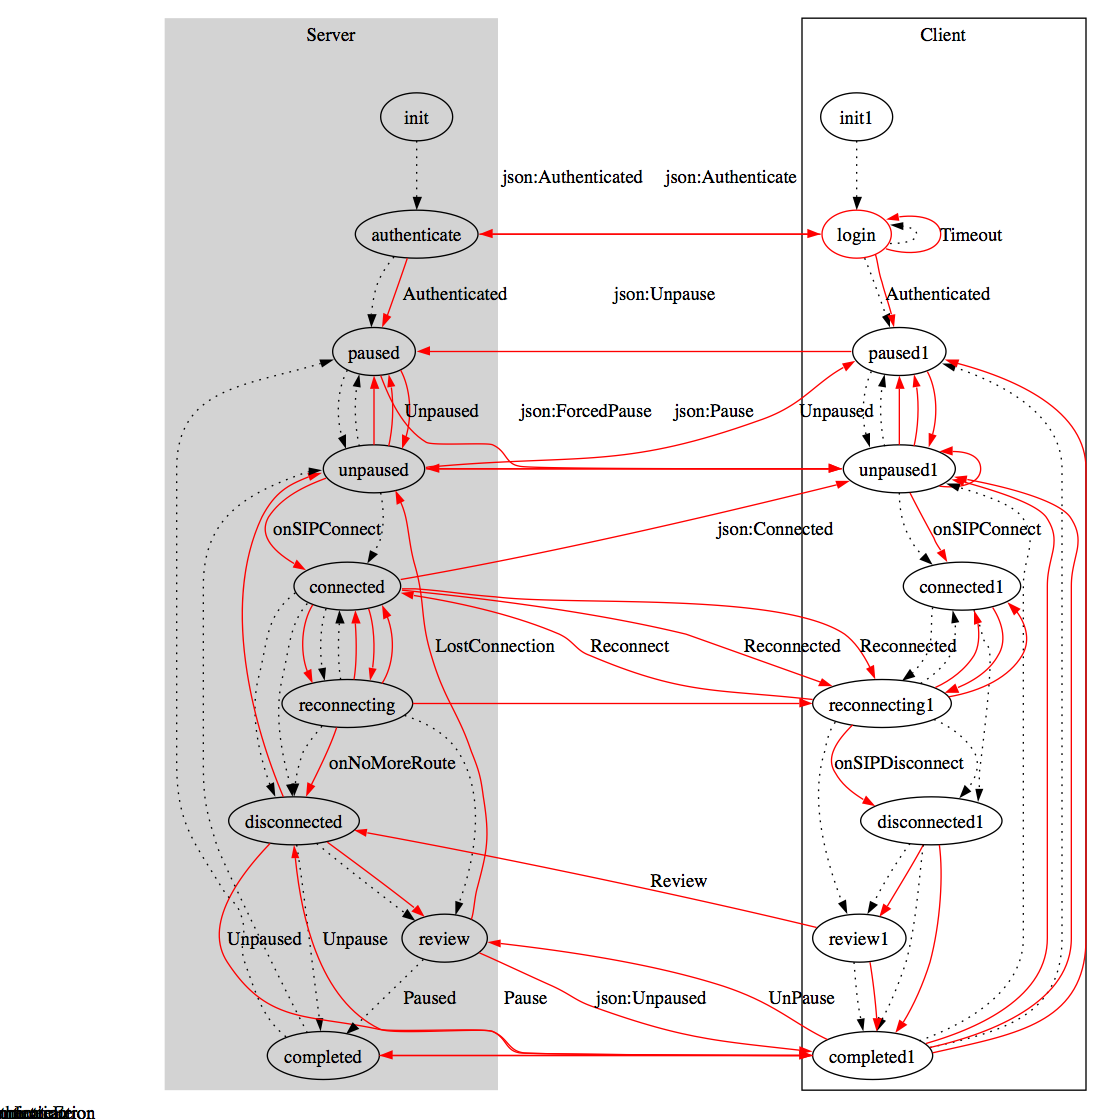 Server
Client
init
init1
json:Authenticated
json:Authenticate
authenticate
login
Timeout
Authenticated
json:Unpause
Authenticated
paused
paused1
Unpaused
json:ForcedPause
json:Pause
Unpaused
unpaused
unpaused1
onSIPConnect
json:Connected
onSIPConnect
connected
connected1
LostConnection
Reconnect
Reconnected
Reconnected
reconnecting
reconnecting1
onNoMoreRoute
onSIPDisconnect
disconnected
disconnected1
Review
Unpaused
Unpause
review
review1
Paused
Pause
json:Unpaused
UnPause
completed
completed1